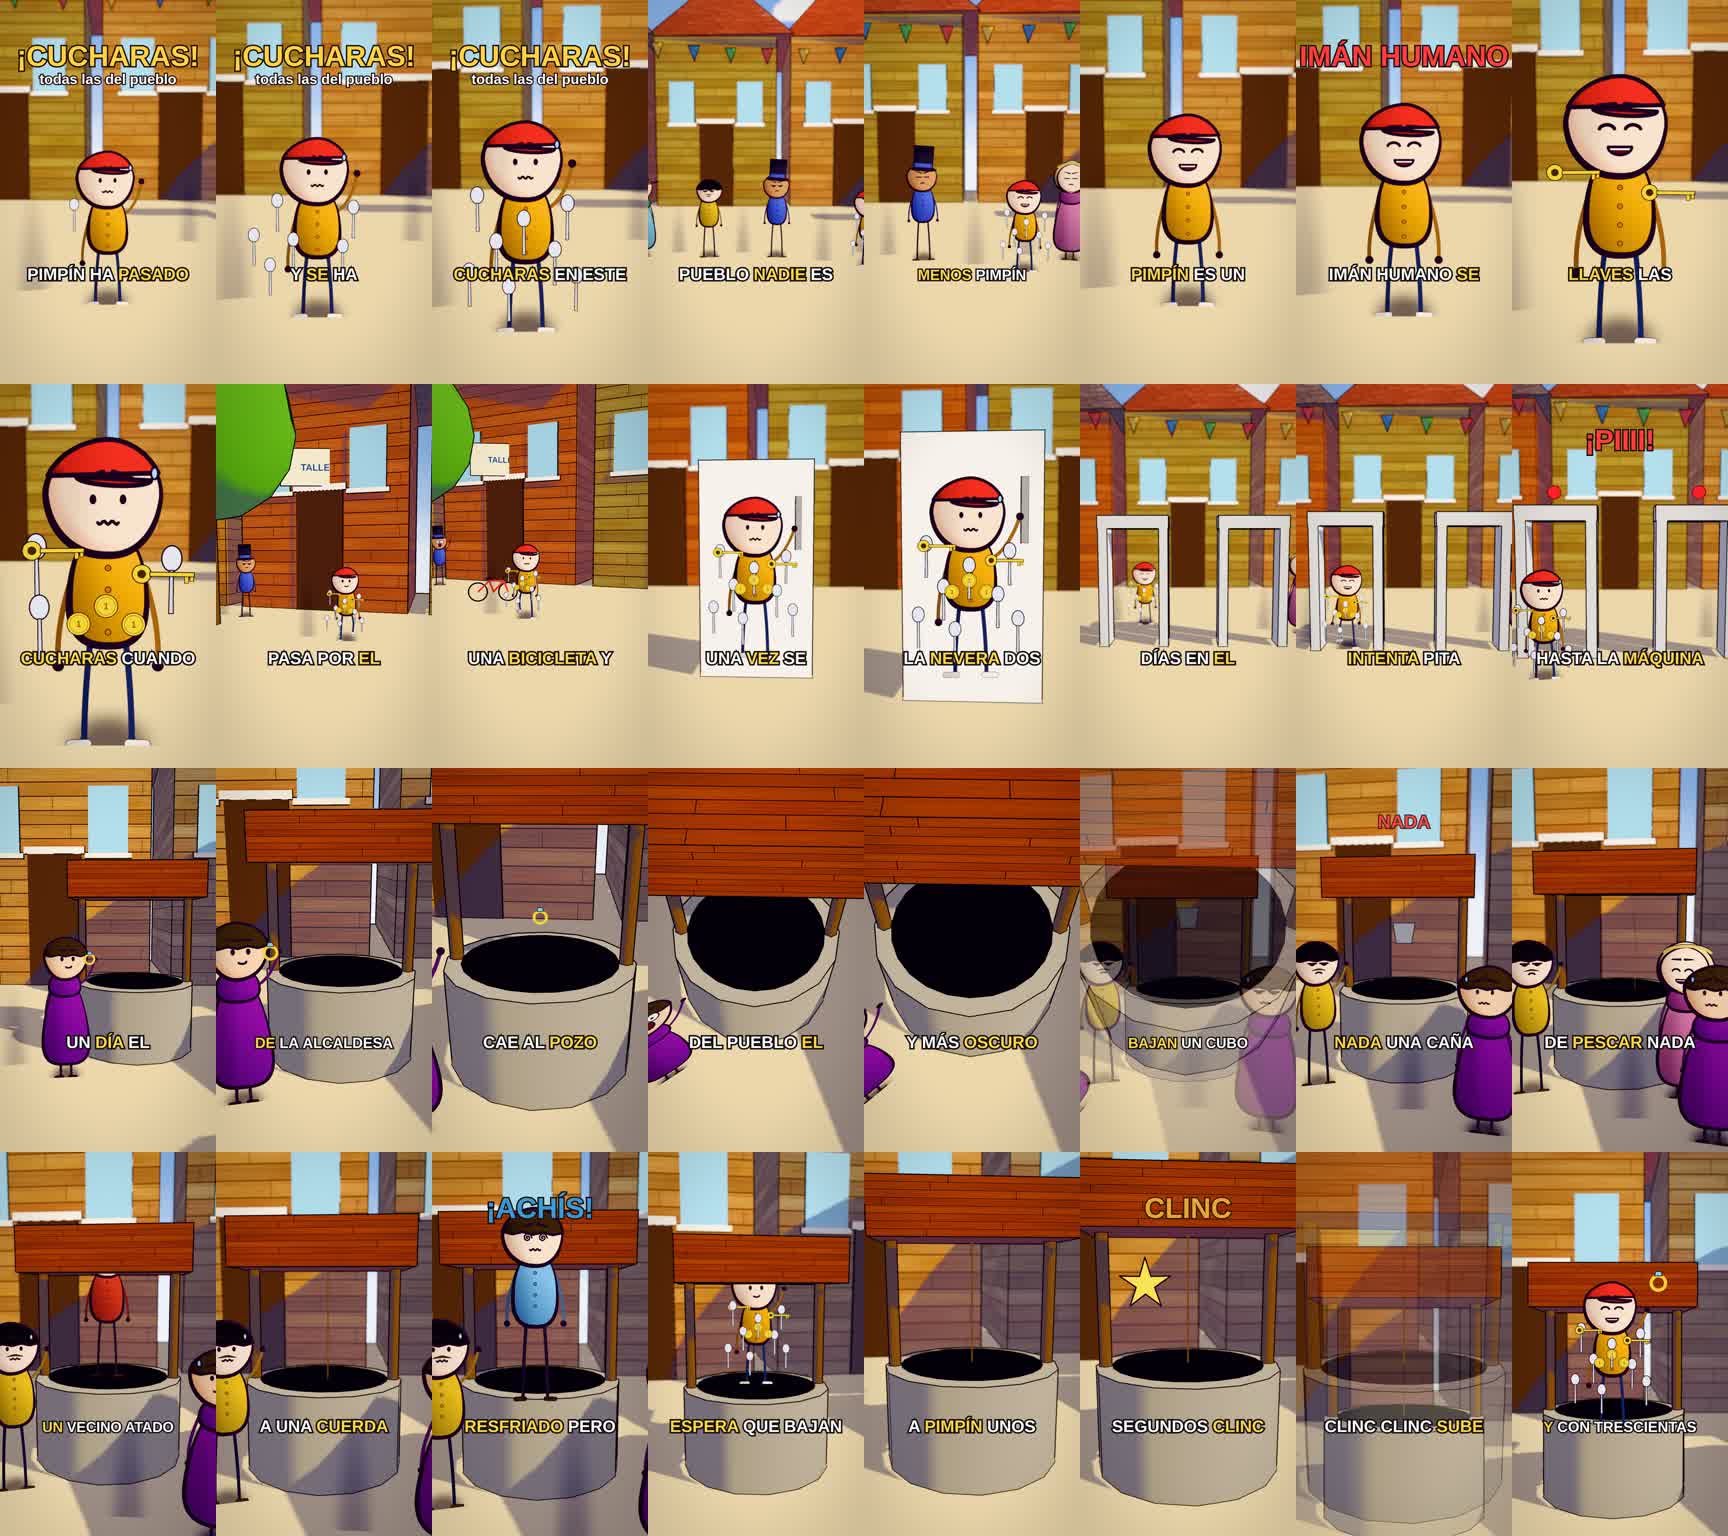 ¡CUCHARAS!
todas las del pueblo
PIMPÍN HA PASADO
¡CUCHARAS!
todas las del pueblo
Y SE HA
¡CUCHARAS!
todas las del pueblo
CUCHARAS EN ESTE
PUEBLO NADIE ES
MENOS PIMPÍN
PIMPÍN ES UN
IMÁN HUMANO
IMÁN HUMANO SE
LLAVES LAS
CUCHARAS CUANDO
TALLE
PASA POR EL
TALL
UNA BICICLETA Y
UNA VEZ SE
LA NEVERA DOS
DÍAS EN EL
INTENTA PITA
¡PIIII!
HASTA LA MÁQUINA
UN DÍA EL
DE LA ALCALDESA
CAE AL POZO
DEL PUEBLO EL
Y MÁS OSCURO
BAJAN UN CUBO
NADA
NADA UNA CAÑA
DE PESCAR NADA
UN VECINO ATADO
A UNA CUERDA
¡ACHÍS!
RESFRIADO PERO
ESPERA QUE BAJAN
A PIMPÍN UNOS
CLINC
SEGUNDOS CLINC
CLINC CLINC SUBE
Y CON TRESCIENTAS